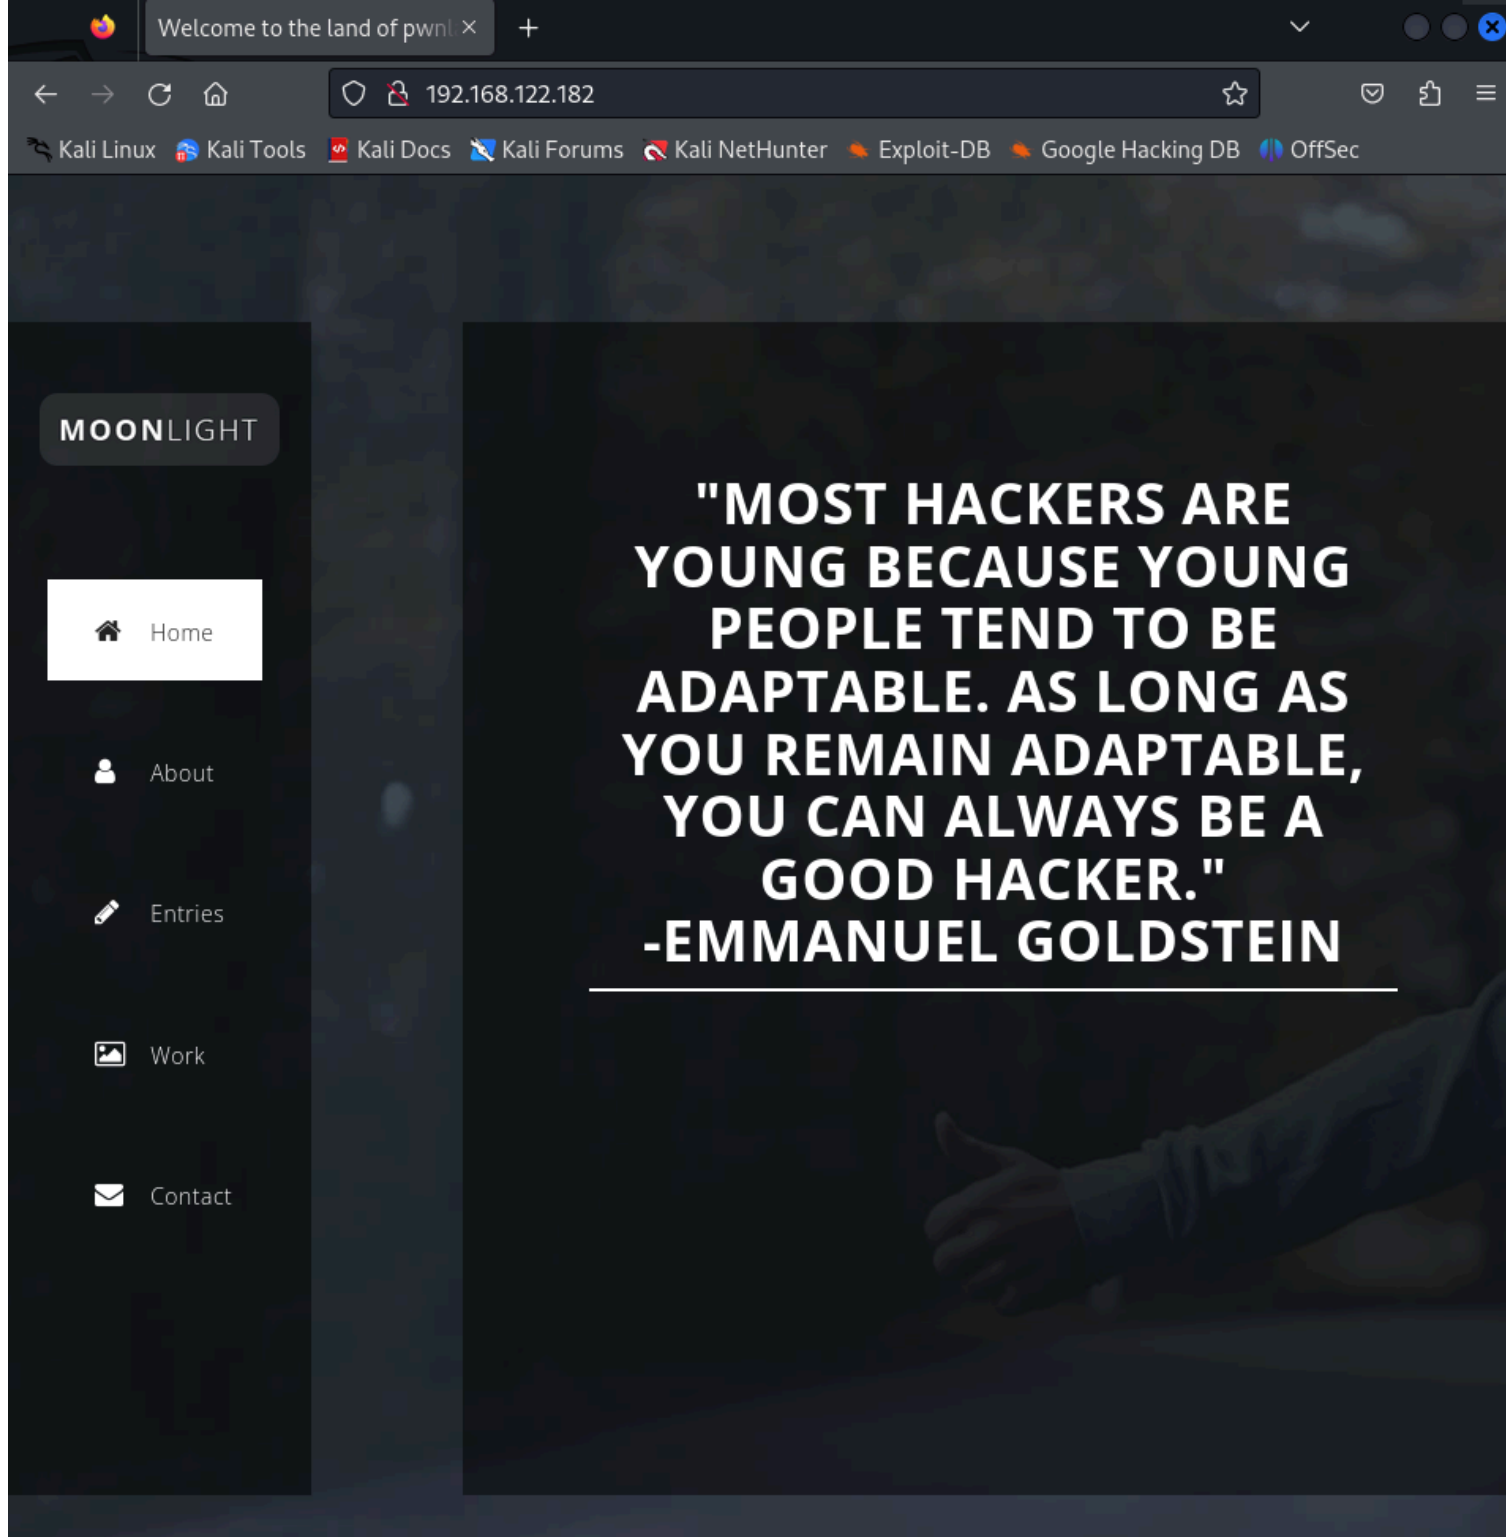 Welcome to the land of pwnl
192.168.122.182
Kali Linux Kali Tools Kali Docs Kali Forums Kali NetHunter Exploit-DB Google Hacking DB OffSec
MOONLIGHT
Home
About
Entries
Work
Contact
"MOST HACKERS ARE
YOUNG BECAUSE YOUNG
PEOPLE TEND TO BE
ADAPTABLE. AS LONG AS
YOU REMAIN ADAPTABLE,
YOU CAN ALWAYS BE A
GOOD HACKER."
-EMMANUEL GOLDSTEIN